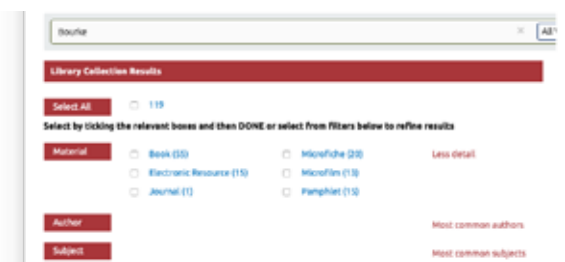 Bourke × All
Library Collection Results
Select All 119
Select by ticking the relevant boxes and then DONE or select from filters below to refine results
Material Book (55) Microfiche (20) Less detail
Electronic Resource (15) Microfilm (13)
Journal (1) Pamphlet (15)
Author Most common authors
Subject Most common subjects